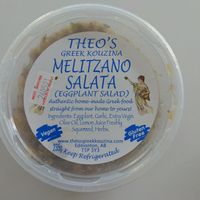 THEO'S
GREEK KOUZINA
MELITZANO
SALATA
(EGGPLANT SALAD)
Authentic home-made Greek food
straight from our home to yours!
Ingredients: Eggplant, Garlic, Extra Virgin
Olive Oil, Lemon Juice Freshly
Squeezed, Herbs.
Vegan
Gluten
Free
www.theosgreekkouzina.com
Edmonton, AB
T5P 3Y3
Keep Refrigerated